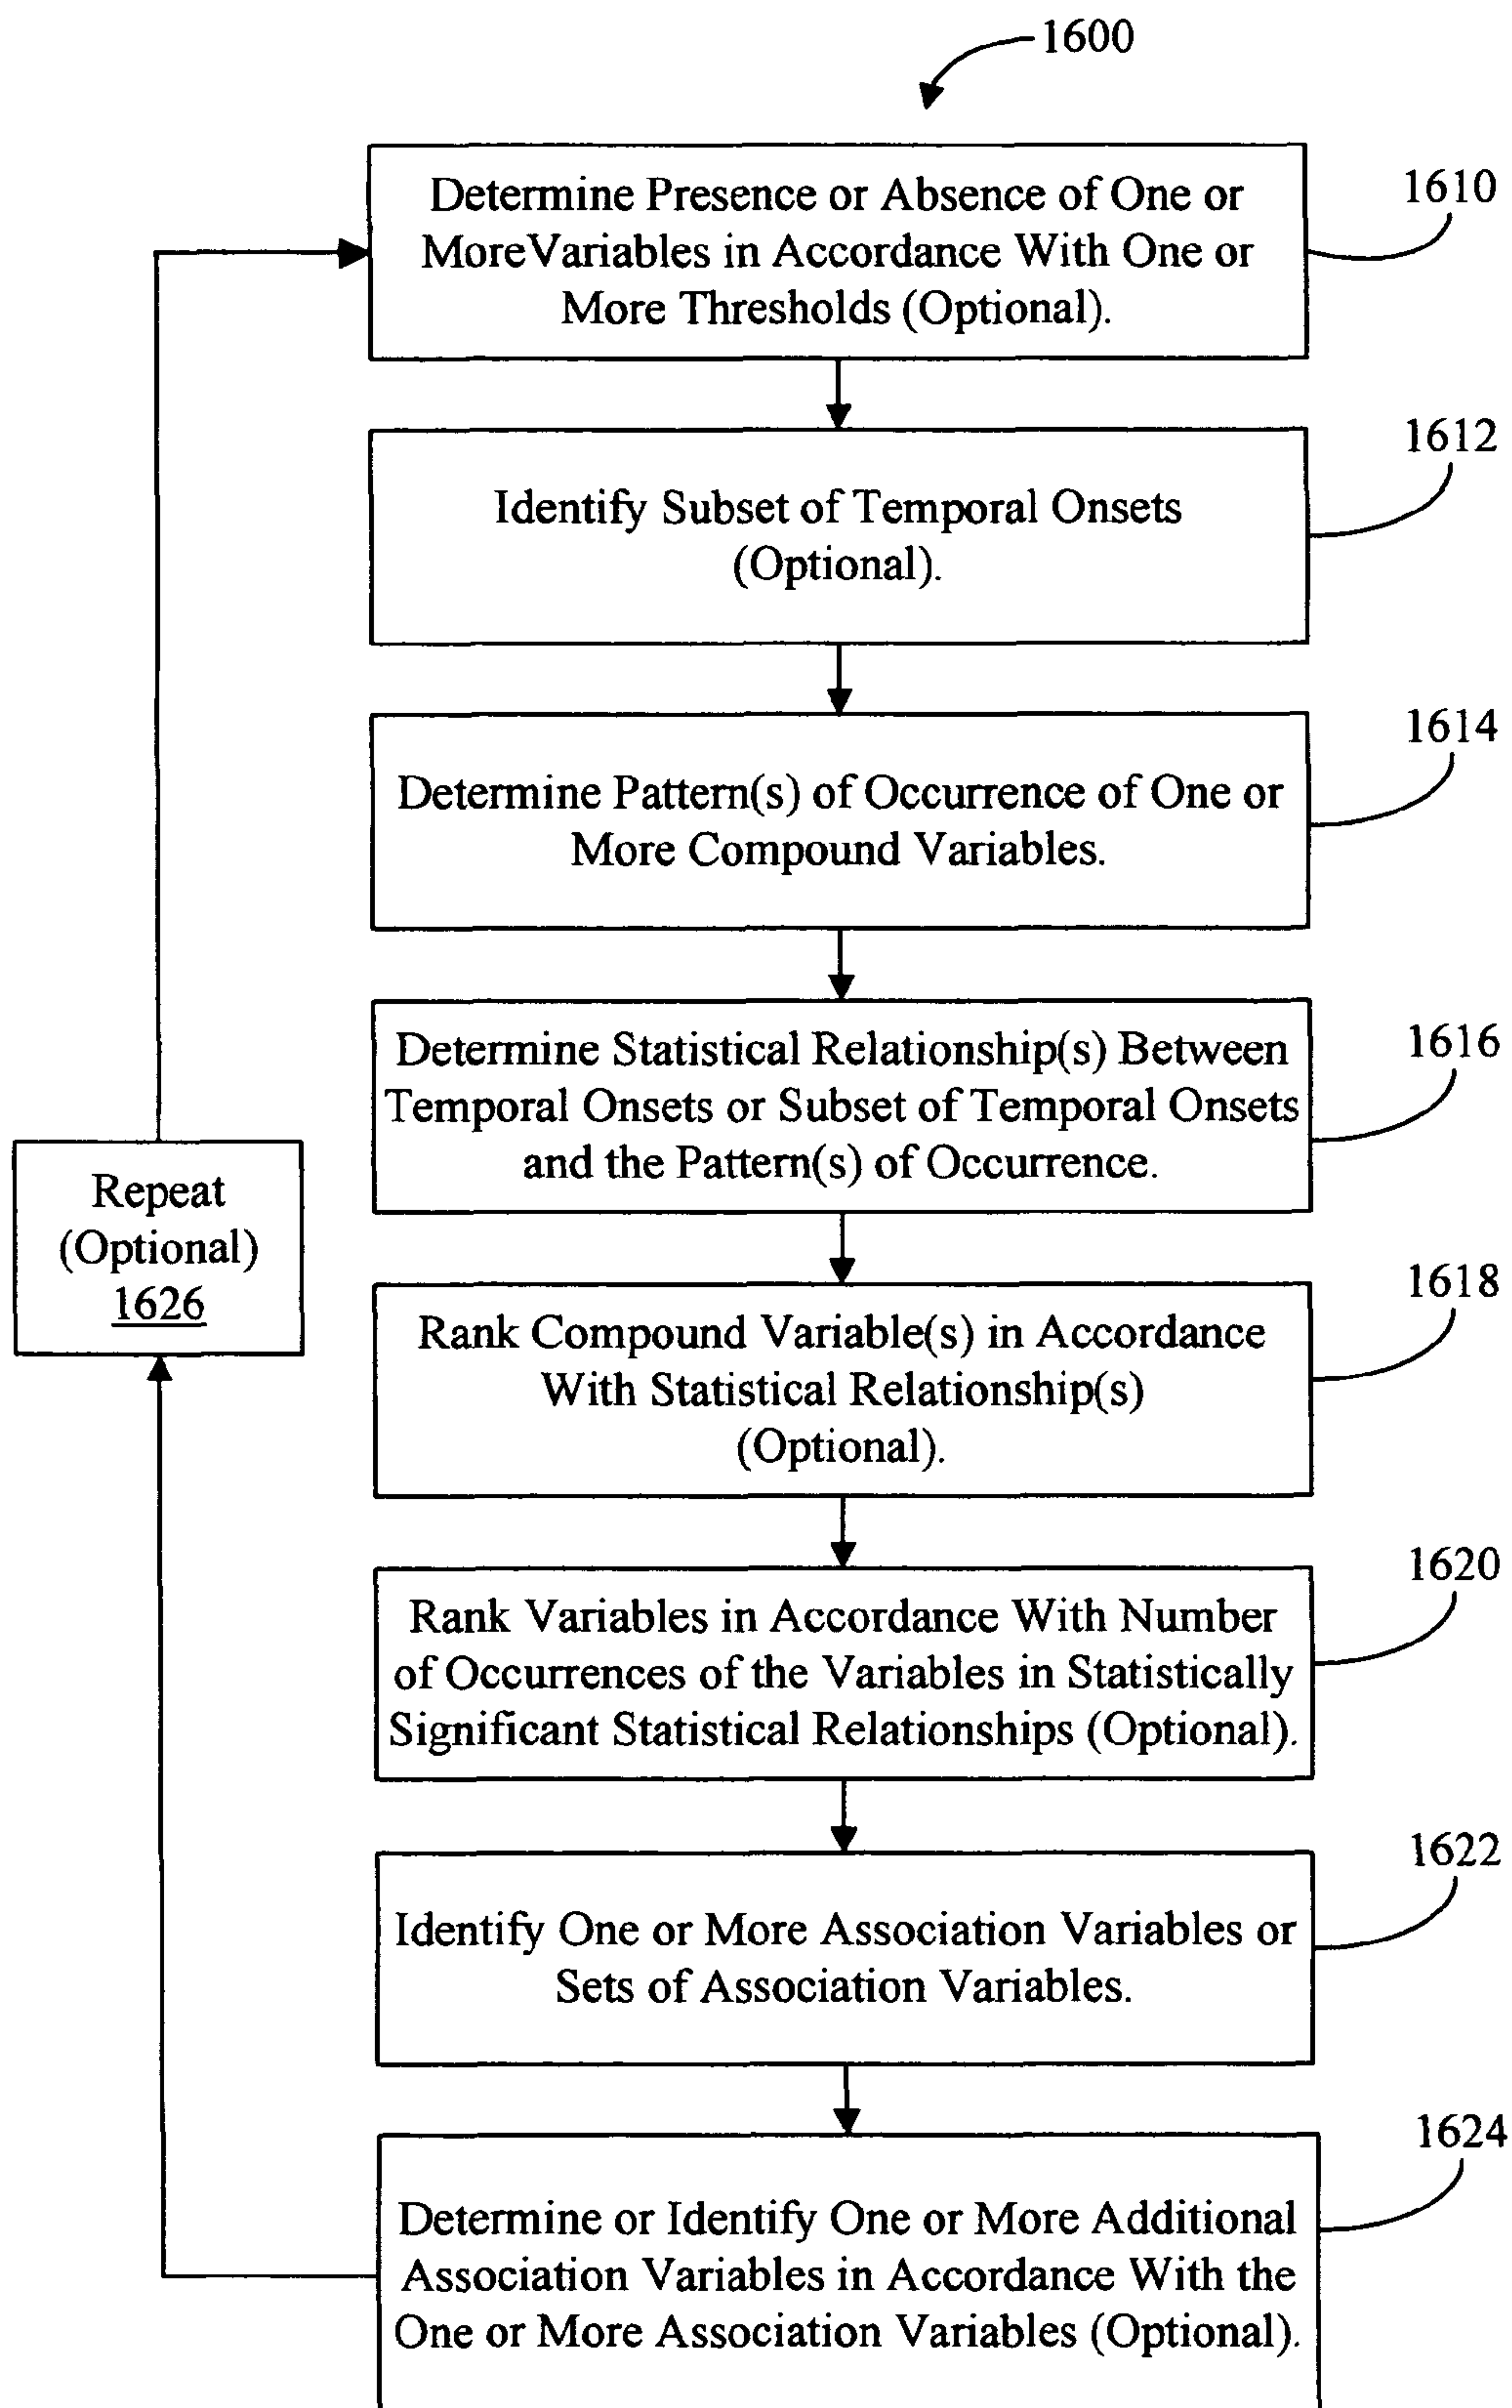 1600
Determine Presence or Absence of One or
MoreVariables in Accordance With One or
More Thresholds (Optional).
1610
Identify Subset of Temporal Onsets
(Optional).
1612
Determine Pattern(s) of Occurrence of One or
More Compound Variables.
1614
Determine Statistical Relationship(s) Between
Temporal Onsets or Subset of Temporal Onsets
and the Pattern(s) of Occurrence.
1616
Repeat
(Optional)
1626
Rank Compound Variable(s) in Accordance
With Statistical Relationship(s)
(Optional).
1618
Rank Variables in Accordance With Number
of Occurrences of the Variables in Statistically
Significant Statistical Relationships (Optional).
1620
Identify One or More Association Variables or
Sets of Association Variables.
1622
Determine or Identify One or More Additional
Association Variables in Accordance With the
One or More Association Variables (Optional).
1624